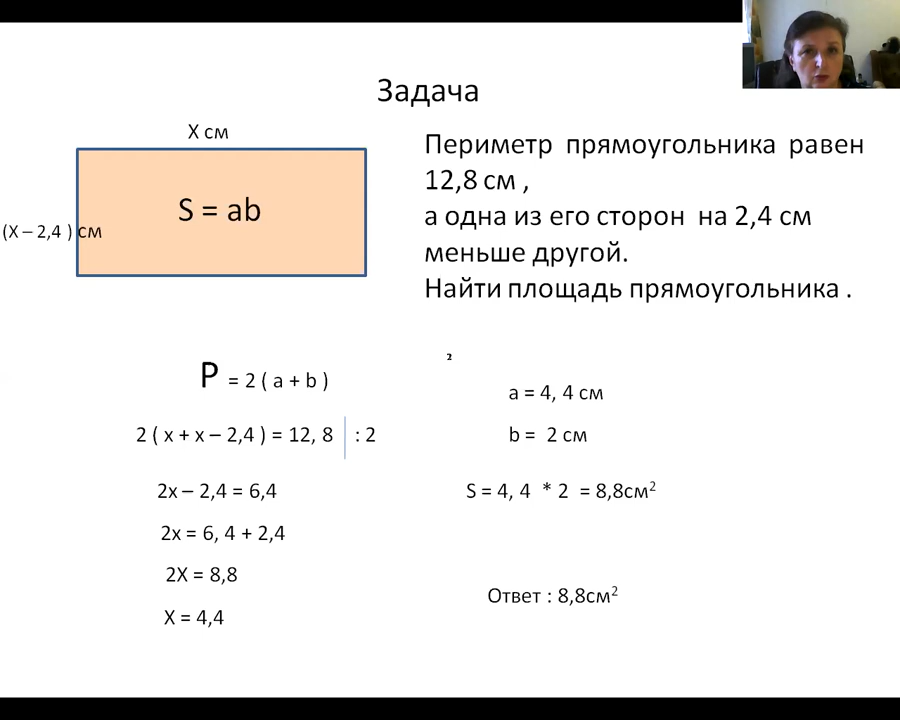 Задача
X см
S = ab
(X – 2,4 ) см
Периметр прямоугольника равен
12,8 см ,
а одна из его сторон на 2,4 см
меньше другой.
Найти площадь прямоугольника .
P = 2 ( a + b )
2 ( x + x – 2,4 ) = 12, 8 : 2
2x – 2,4 = 6,4
2x = 6, 4 + 2,4
2X = 8,8
X = 4,4
²
a = 4, 4 см
b = 2 см
S = 4, 4 * 2 = 8,8см²
Ответ : 8,8см²